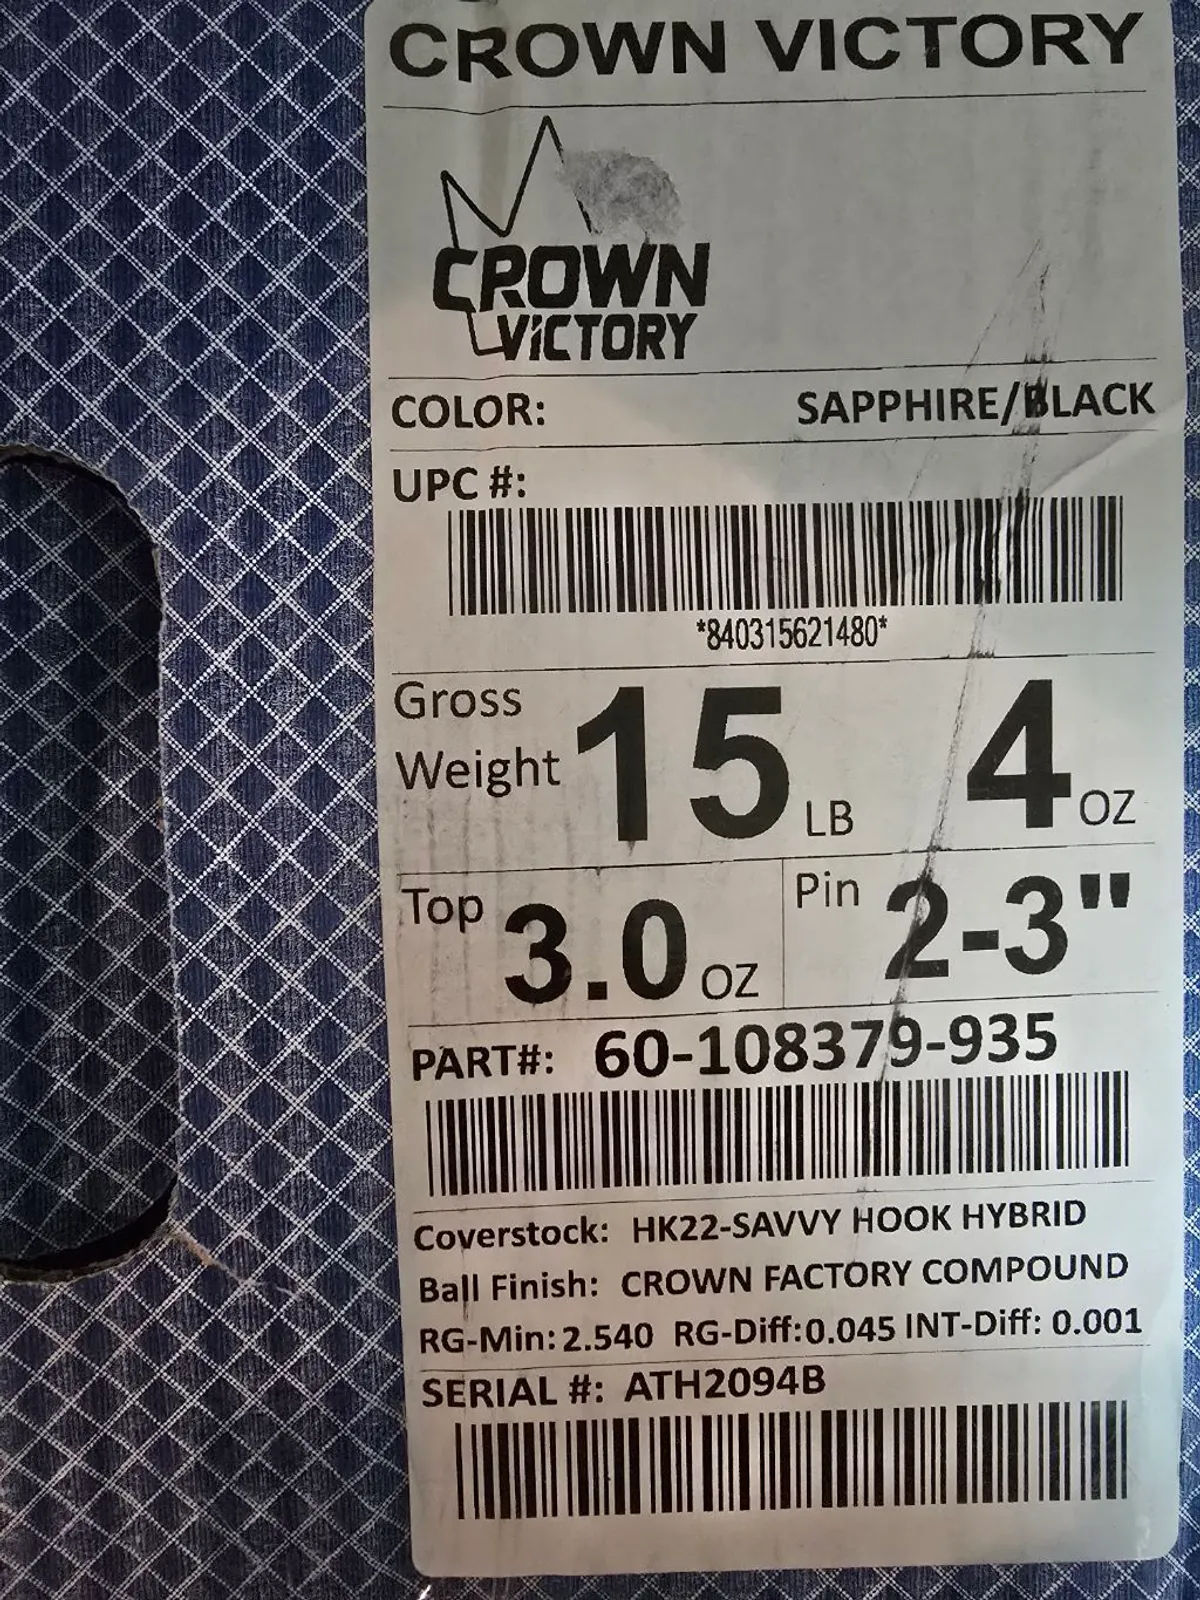 CROWN VICTORY
CROWN
VICTORY
COLOR: SAPPHIRE/BLACK
UPC #:
*840315621480*
Gross Weight 15 LB 4 OZ
Top 3.0 OZ Pin 2-3"
PART#: 60-108379-935
Coverstock: HK22-SAVVY HOOK HYBRID
Ball Finish: CROWN FACTORY COMPOUND
RG-Min: 2.540 RG-Diff:0.045 INT-Diff: 0.001
SERIAL #: ATH2094B